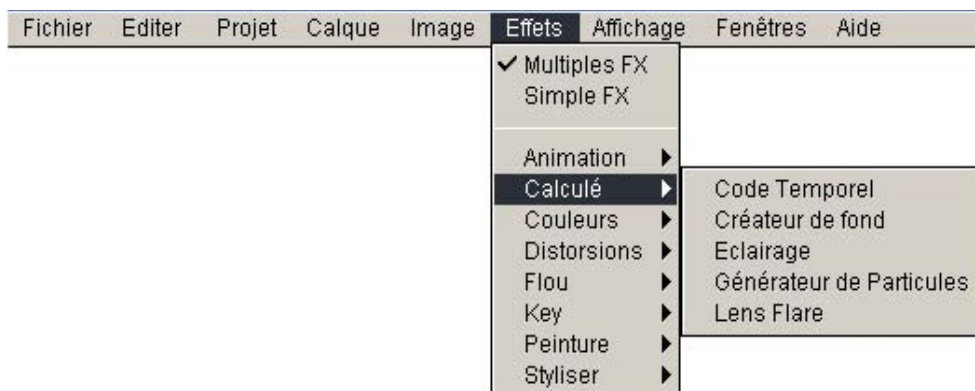 Fichier Editer Projet Calque Image Effets Affichage Fenêtres Aide
Multiples FX
Simple FX
Animation
Calculé
Couleurs
Distorsions
Flou
Key
Peinture
Styliser
Code Temporel
Créateur de fond
Eclairage
Générateur de Particules
Lens Flare